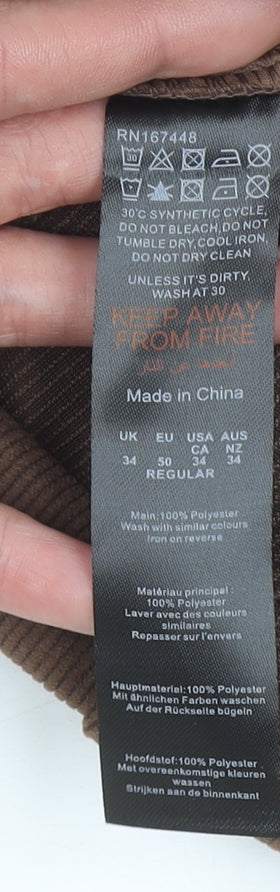 RN167448
30
30°C SYNTHETIC CYCLE,
DO NOT BLEACH,DO NOT
TUMBLE DRY,COOL IRON
DO NOT DRY CLEAN
UNLESS IT'S DIRTY,
WASH AT 30
KEEP AWAY
FROM FIRE
Made in China
UK EU USA AUS
CA NZ
34 50 34 34
REGULAR
Main:100% Polyester
Wash with similar colours
Iron on reverse
Matériau principal :
100% Polyester
Laver avec des couleurs
similaires
Repasser sur l'envers
Hauptmaterial:100% Polyester
Mit ähnlichen Farben waschen
Auf der Rückseite bügeln
Hoofdstof:100% Polyester
Met overeenkomstige kleuren
wassen
Strijken aan de binnenkant